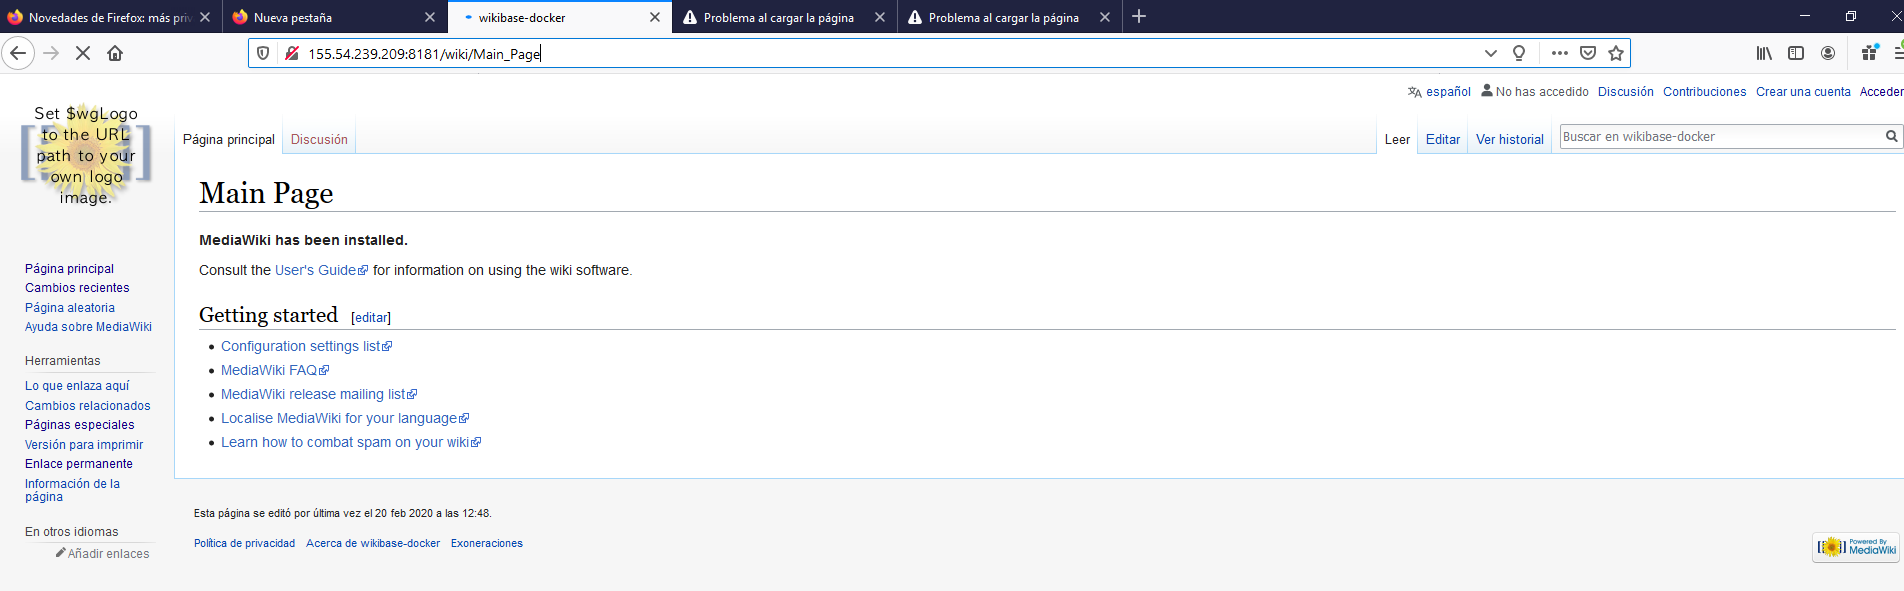 Novedades de Firefox: más priv
Nueva pestaña
wikibase-docker
Problema al cargar la página
Problema al cargar la página
155.54.239.209:8181/wiki/Main_Page
español No has accedido Discusión Contribuciones Crear una cuenta Acceder
Set $wgLogo
to the URL
path to your
own logo
image.
Página principal Discusión
Leer Editar Ver historial Buscar en wikibase-docker
Main Page
MediaWiki has been installed.
Consult the User's Guide for information on using the wiki software.
Getting started [editar]
Configuration settings list
MediaWiki FAQ
MediaWiki release mailing list
Localise MediaWiki for your language
Learn how to combat spam on your wiki
Página principal
Cambios recientes
Página aleatoria
Ayuda sobre MediaWiki
Herramientas
Lo que enlaza aquí
Cambios relacionados
Páginas especiales
Versión para imprimir
Enlace permanente
Información de la
página
En otros idiomas
Añadir enlaces
Esta página se editó por última vez el 20 feb 2020 a las 12:48.
Política de privacidad Acerca de wikibase-docker Exoneraciones
Powered By
MediaWiki